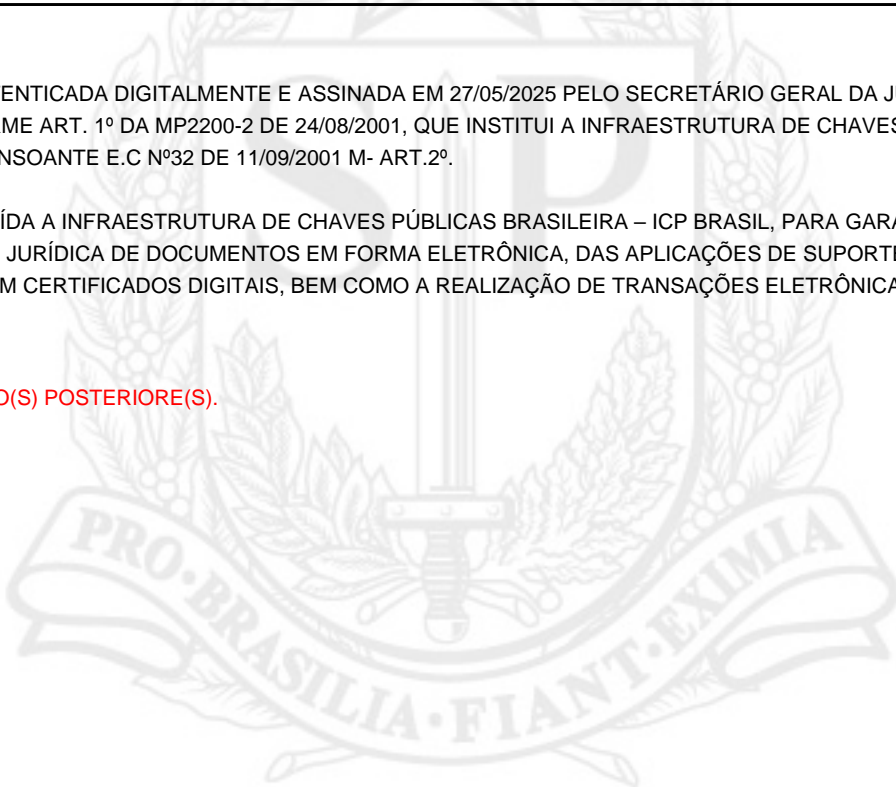 ENTICADA DIGITALMENTE E ASSINADA EM 27/05/2025 PELO SECRETÁRIO GERAL DA
ME ART. 1º DA MP2200-2 DE 24/08/2001, QUE INSTITUI A INFRAESTRUTURA DE CHAVES
NSOANTE E.C Nº32 DE 11/09/2001 M- ART.2º.
ÍDA A INFRAESTRUTURA DE CHAVES PÚBLICAS BRASILEIRA – ICP BRASIL, PARA GARA
JURÍDICA DE DOCUMENTOS EM FORMA ELETRÔNICA, DAS APLICAÇÕES DE SUPORTE
M CERTIFICADOS DIGITAIS, BEM COMO A REALIZAÇÃO DE TRANSAÇÕES ELETRÔNICA
O(S) POSTERIORE(S).
SP
PRO·BRASILIA·FIANT·EXIMIA